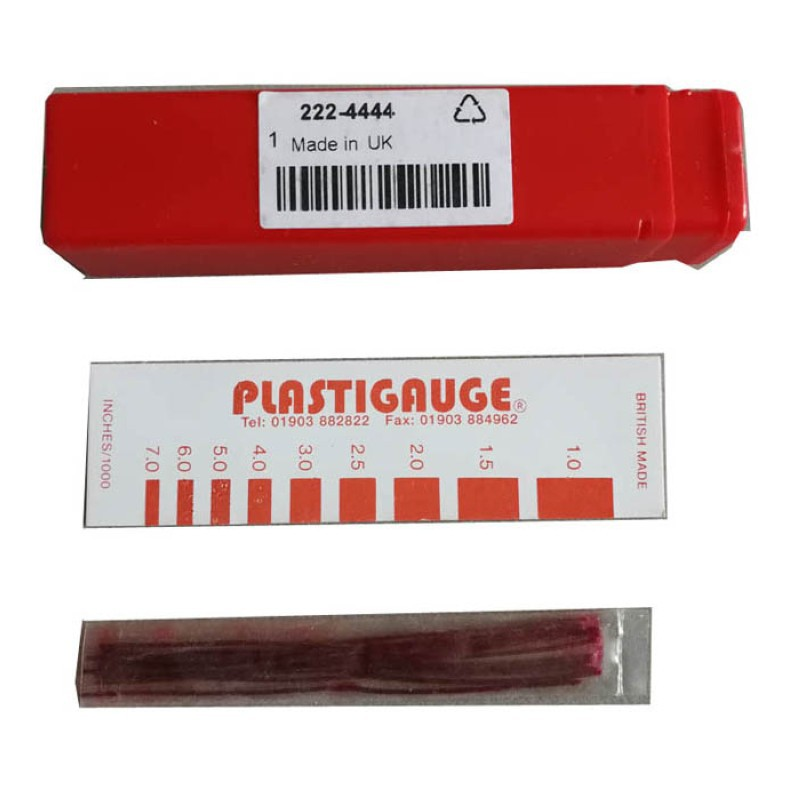 222-4444
1 Made in UK
PLASTIGAUGE®
Tel: 01903 882822 Fax: 01903 884962
INCHES/1000
7.0 6.0 5.0 4.0 3.0 2.5 2.0 1.5 1.0
BRITISH MADE